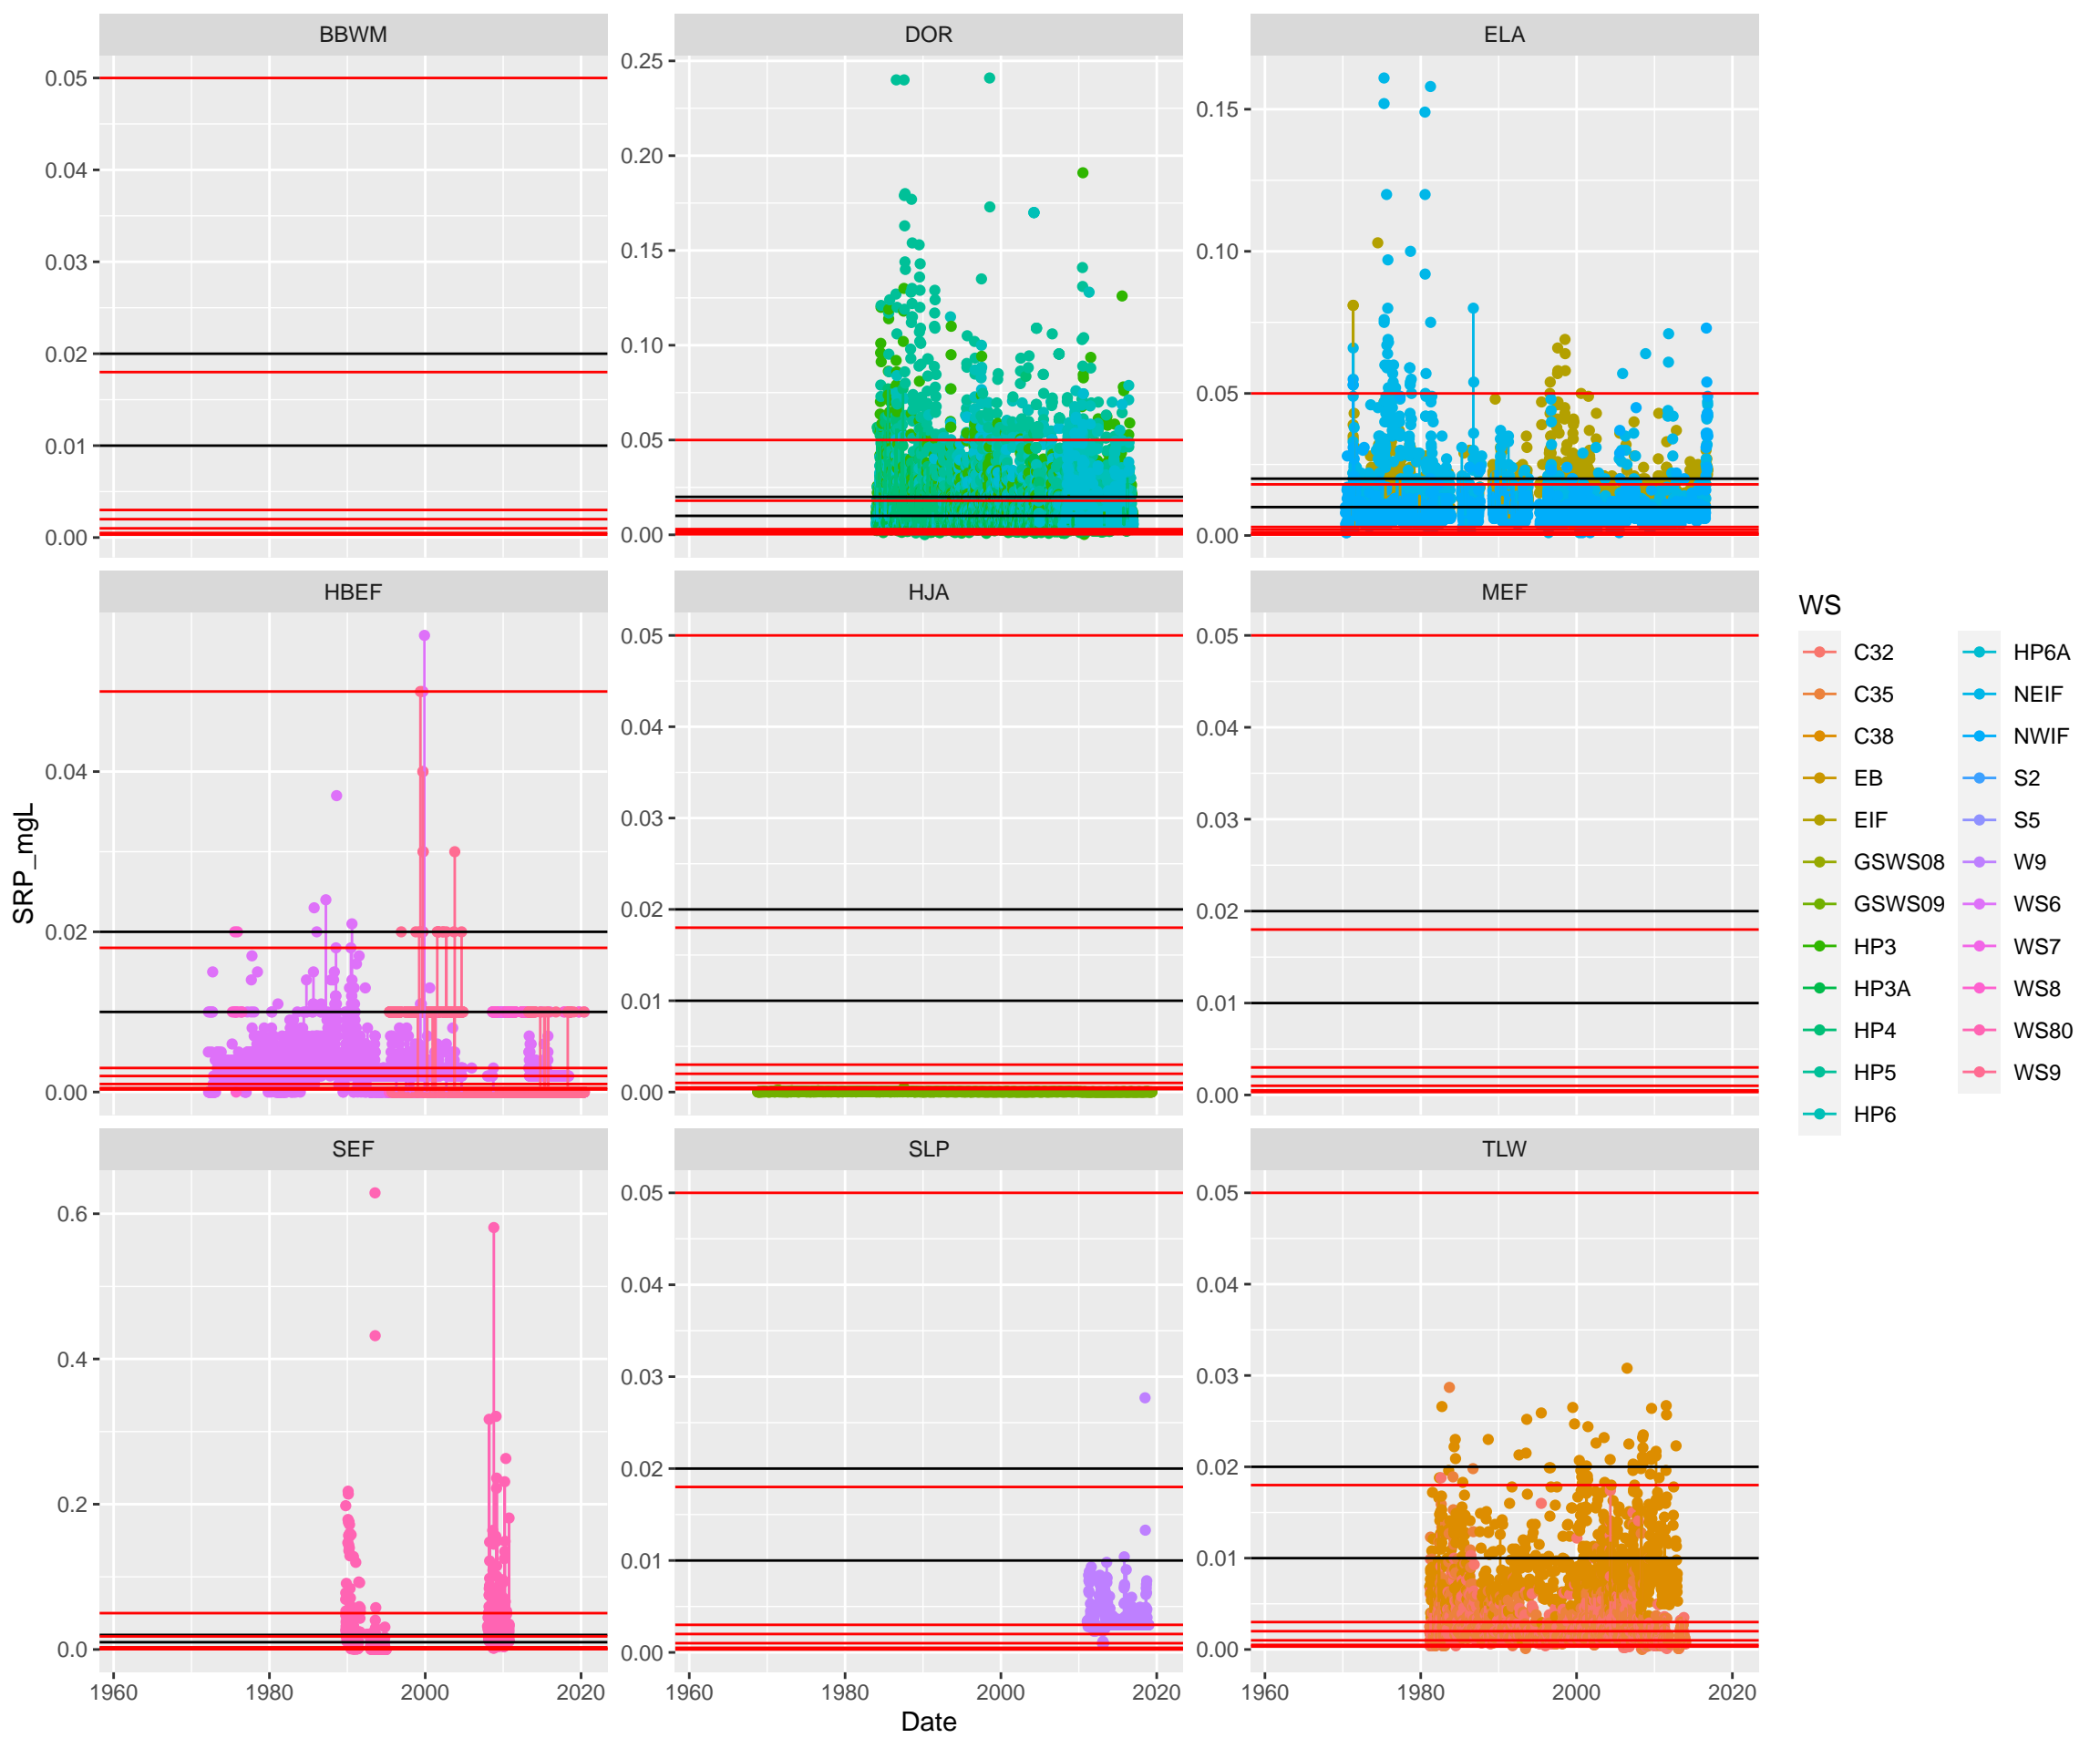 BBWM
DOR
ELA
0.05
0.04
0.03
0.02
0.01
0.00
0.25
0.20
0.15
0.10
0.05
0.00
0.15
0.10
0.05
0.00
HBEF
HJA
MEF
0.04
0.02
0.00
0.05
0.04
0.03
0.02
0.01
0.00
0.05
0.04
0.03
0.02
0.01
0.00
SEF
SLP
TLW
0.6
0.4
0.2
0.0
0.05
0.04
0.03
0.02
0.01
0.00
0.05
0.04
0.03
0.02
0.01
0.00
1960 1980 2000 2020
1960 1980 2000 2020
1960 1980 2000 2020
Date
SRP_mgL
WS
C32
C35
C38
EB
EIF
GSWS08
GSWS09
HP3
HP3A
HP4
HP5
HP6
HP6A
NEIF
NWIF
S2
S5
W9
WS6
WS7
WS8
WS80
WS9